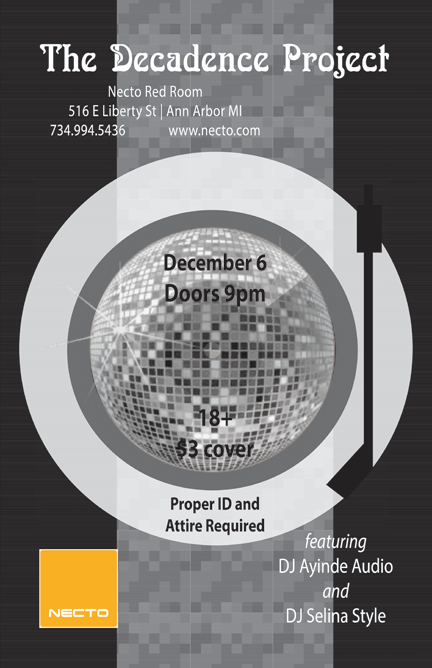 The Decadence Project
Necto Red Room
516 E Liberty St | Ann Arbor MI
734.994.5436 www.necto.com
December 6
Doors 9pm
18+
$3 cover
Proper ID and
Attire Required
featuring
DJ Ayinde Audio
and
DJ Selina Style
NECTO